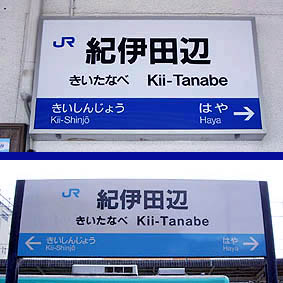 JR 紀伊田辺
きいたなべ Kii-Tanabe
きいしんじょう はや
Kii-Shinjō Haya →
JR 紀伊田辺
きいたなべ Kii-Tanabe
← きいしんじょう はや →
Kii-Shinjō Haya